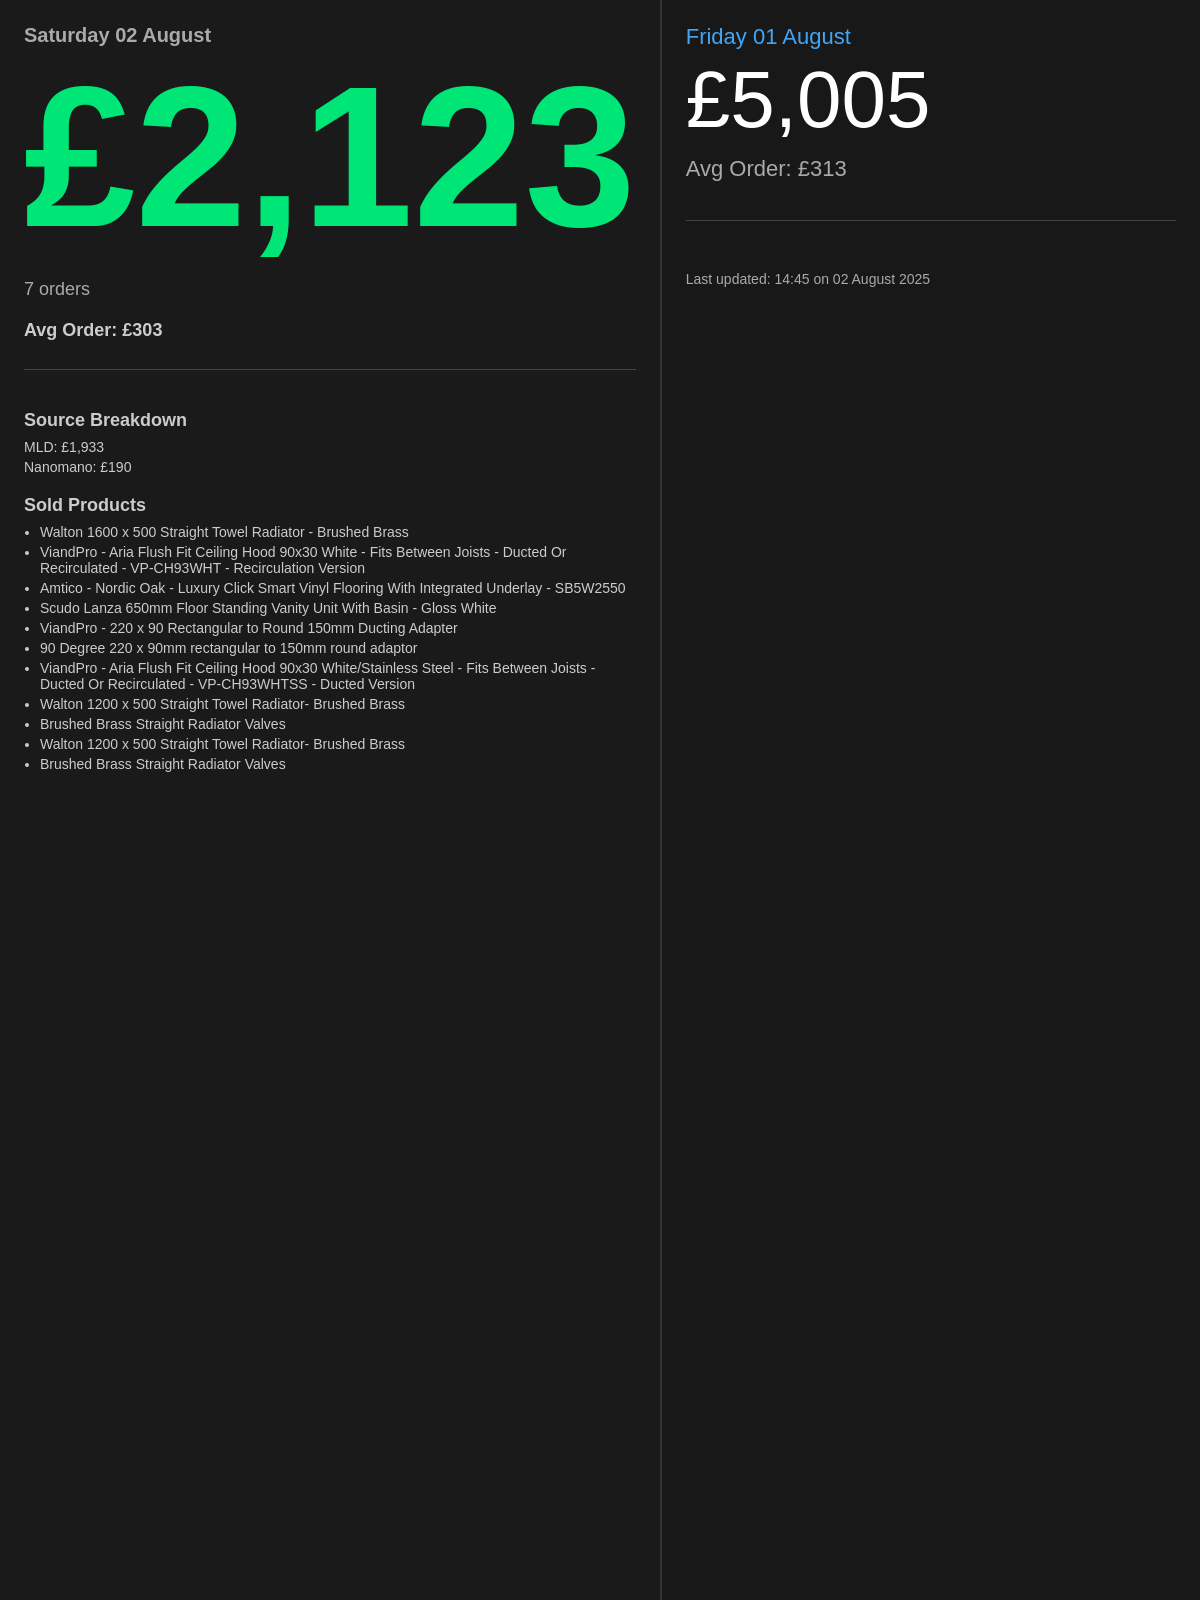 Saturday 02 August
£2,123
7 orders
Avg Order: £303
Source Breakdown
MLD: £1,933
Nanomano: £190
Sold Products
• Walton 1600 x 500 Straight Towel Radiator - Brushed Brass
• ViandPro - Aria Flush Fit Ceiling Hood 90x30 White - Fits Between Joists - Ducted Or
Recirculated - VP-CH93WHT - Recirculation Version
• Amtico - Nordic Oak - Luxury Click Smart Vinyl Flooring With Integrated Underlay - SB5W2550
• Scudo Lanza 650mm Floor Standing Vanity Unit With Basin - Gloss White
• ViandPro - 220 x 90 Rectangular to Round 150mm Ducting Adapter
• 90 Degree 220 x 90mm rectangular to 150mm round adaptor
• ViandPro - Aria Flush Fit Ceiling Hood 90x30 White/Stainless Steel - Fits Between Joists -
Ducted Or Recirculated - VP-CH93WHTSS - Ducted Version
• Walton 1200 x 500 Straight Towel Radiator- Brushed Brass
• Brushed Brass Straight Radiator Valves
• Walton 1200 x 500 Straight Towel Radiator- Brushed Brass
• Brushed Brass Straight Radiator Valves
Friday 01 August
£5,005
Avg Order: £313
Last updated: 14:45 on 02 August 2025